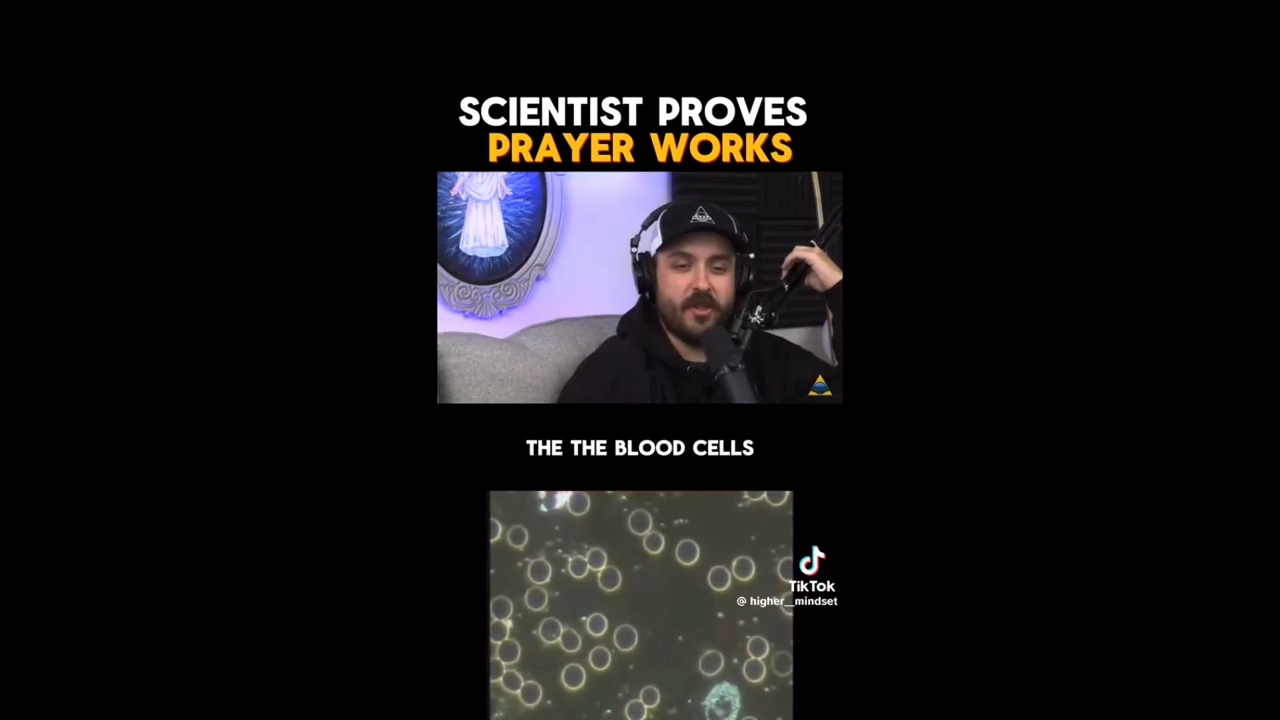 SCIENTIST PROVES
PRAYER WORKS
THE THE BLOOD CELLS
TikTok
@ higher__mindset